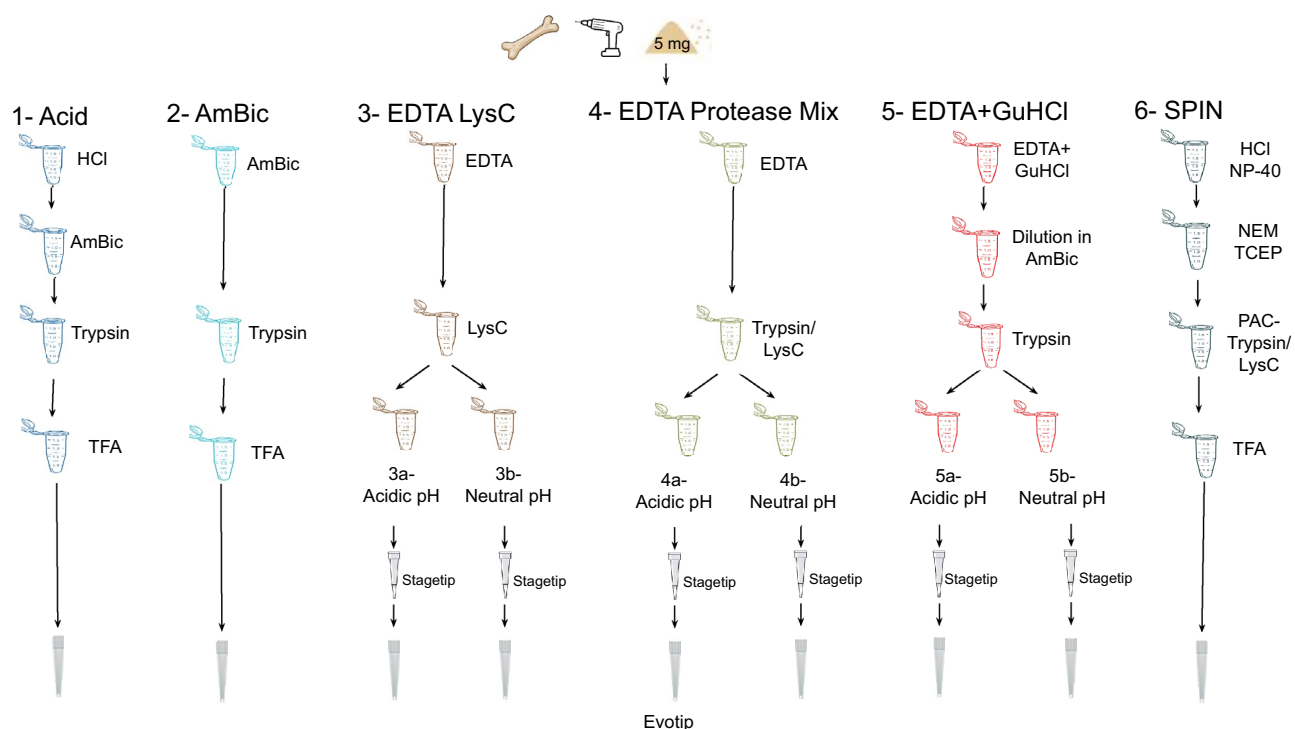 5 mg
1- Acid
HCl
AmBic
Trypsin
TFA
2- AmBic
AmBic
Trypsin
TFA
3- EDTA LysC
EDTA
LysC
3a-
Acidic pH
Stagetip
3b-
Neutral pH
Stagetip
4- EDTA Protease Mix
EDTA
Trypsin/
LysC
4a-
Acidic pH
Stagetip
4b-
Neutral pH
Stagetip
Evotip
5- EDTA+GuHCl
EDTA+
GuHCl
Dilution in
AmBic
Trypsin
5a-
Acidic pH
Stagetip
5b-
Neutral pH
Stagetip
6- SPIN
HCl
NP-40
NEM
TCEP
PAC-
Trypsin/
LysC
TFA